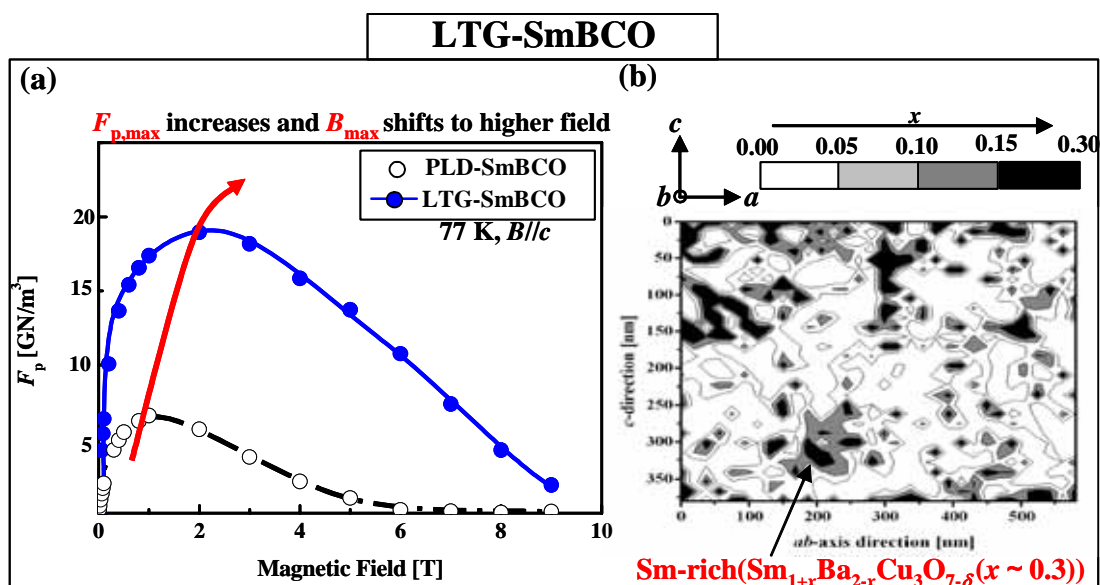 LTG-SmBCO
(a)
F_p,max increases and B_max shifts to higher field
PLD-SmBCO
LTG-SmBCO
77 K, B//c
20
15
10
5
F_p [GN/m³]
0 2 4 6 8 10
Magnetic Field [T]
(b)
c
b a
x
0.00 0.05 0.10 0.15 0.30
0
50
100
150
200
250
300
350
c-direction [nm]
0 100 200 300 400 500
ab-axis direction [nm]
Sm-rich(Sm₁₊ₓBa₂₋ₓCu₃O₇₋δ(x ~ 0.3))